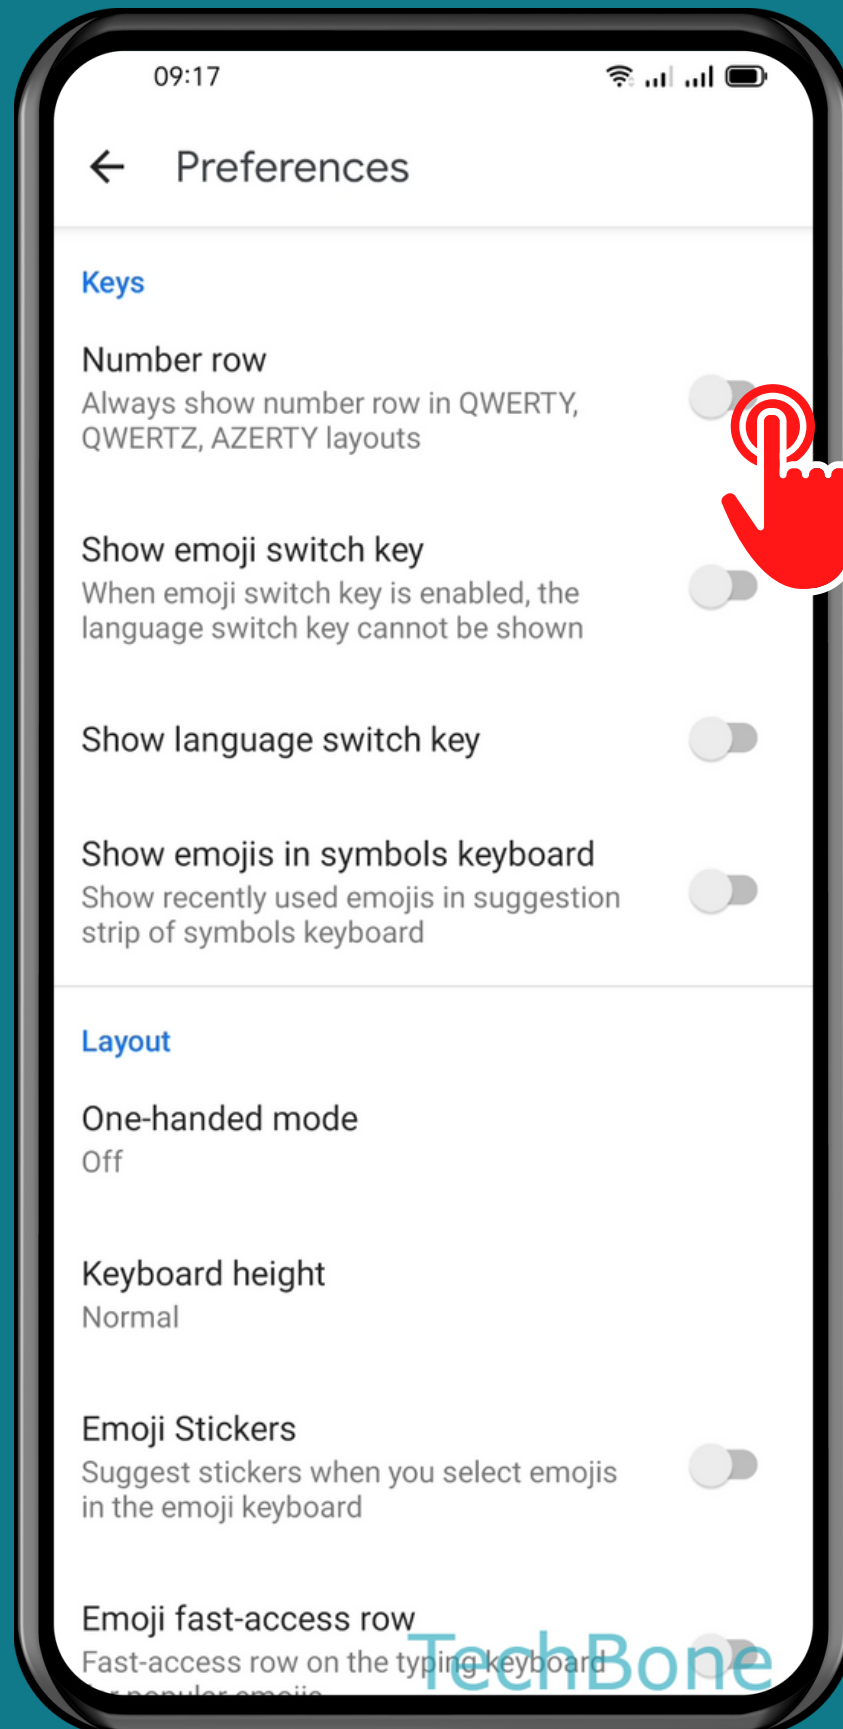 09:17
Preferences
Keys
Number row
Always show number row in QWERTY,
QWERTZ, AZERTY layouts
Show emoji switch key
When emoji switch key is enabled, the
language switch key cannot be shown
Show language switch key
Show emojis in symbols keyboard
Show recently used emojis in suggestion
strip of symbols keyboard
Layout
One-handed mode
Off
Keyboard height
Normal
Emoji Stickers
Suggest stickers when you select emojis
in the emoji keyboard
Emoji fast-access row
Fast-access row on the typing keyboard
popular emojis
TechBone